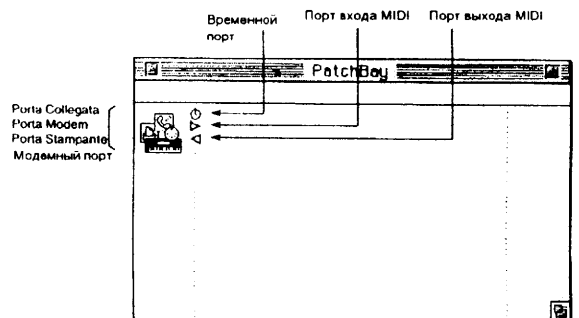 Временной
порт
Порт входа MIDI
Порт выхода MIDI
PatchBay
Porta Collegata
Porta Modem
Porta Stampante
Модемный порт